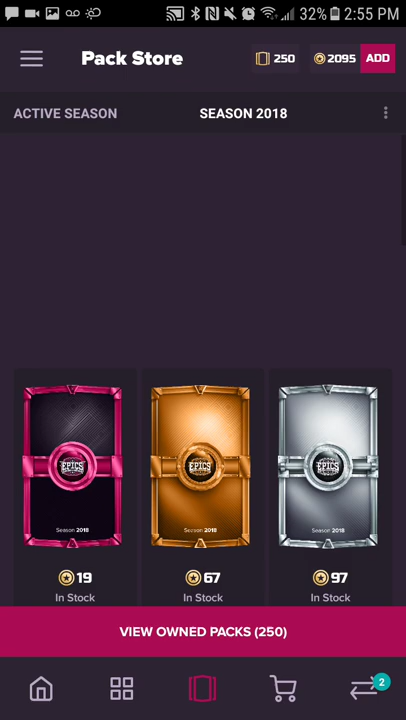 32% 2:55 PM
Pack Store 250 2095 ADD
ACTIVE SEASON SEASON 2018
EPICS EPICS EPICS
Season 2018 Season 2018 Season 2018
19 67 97
In Stock In Stock In Stock
VIEW OWNED PACKS (250)
2